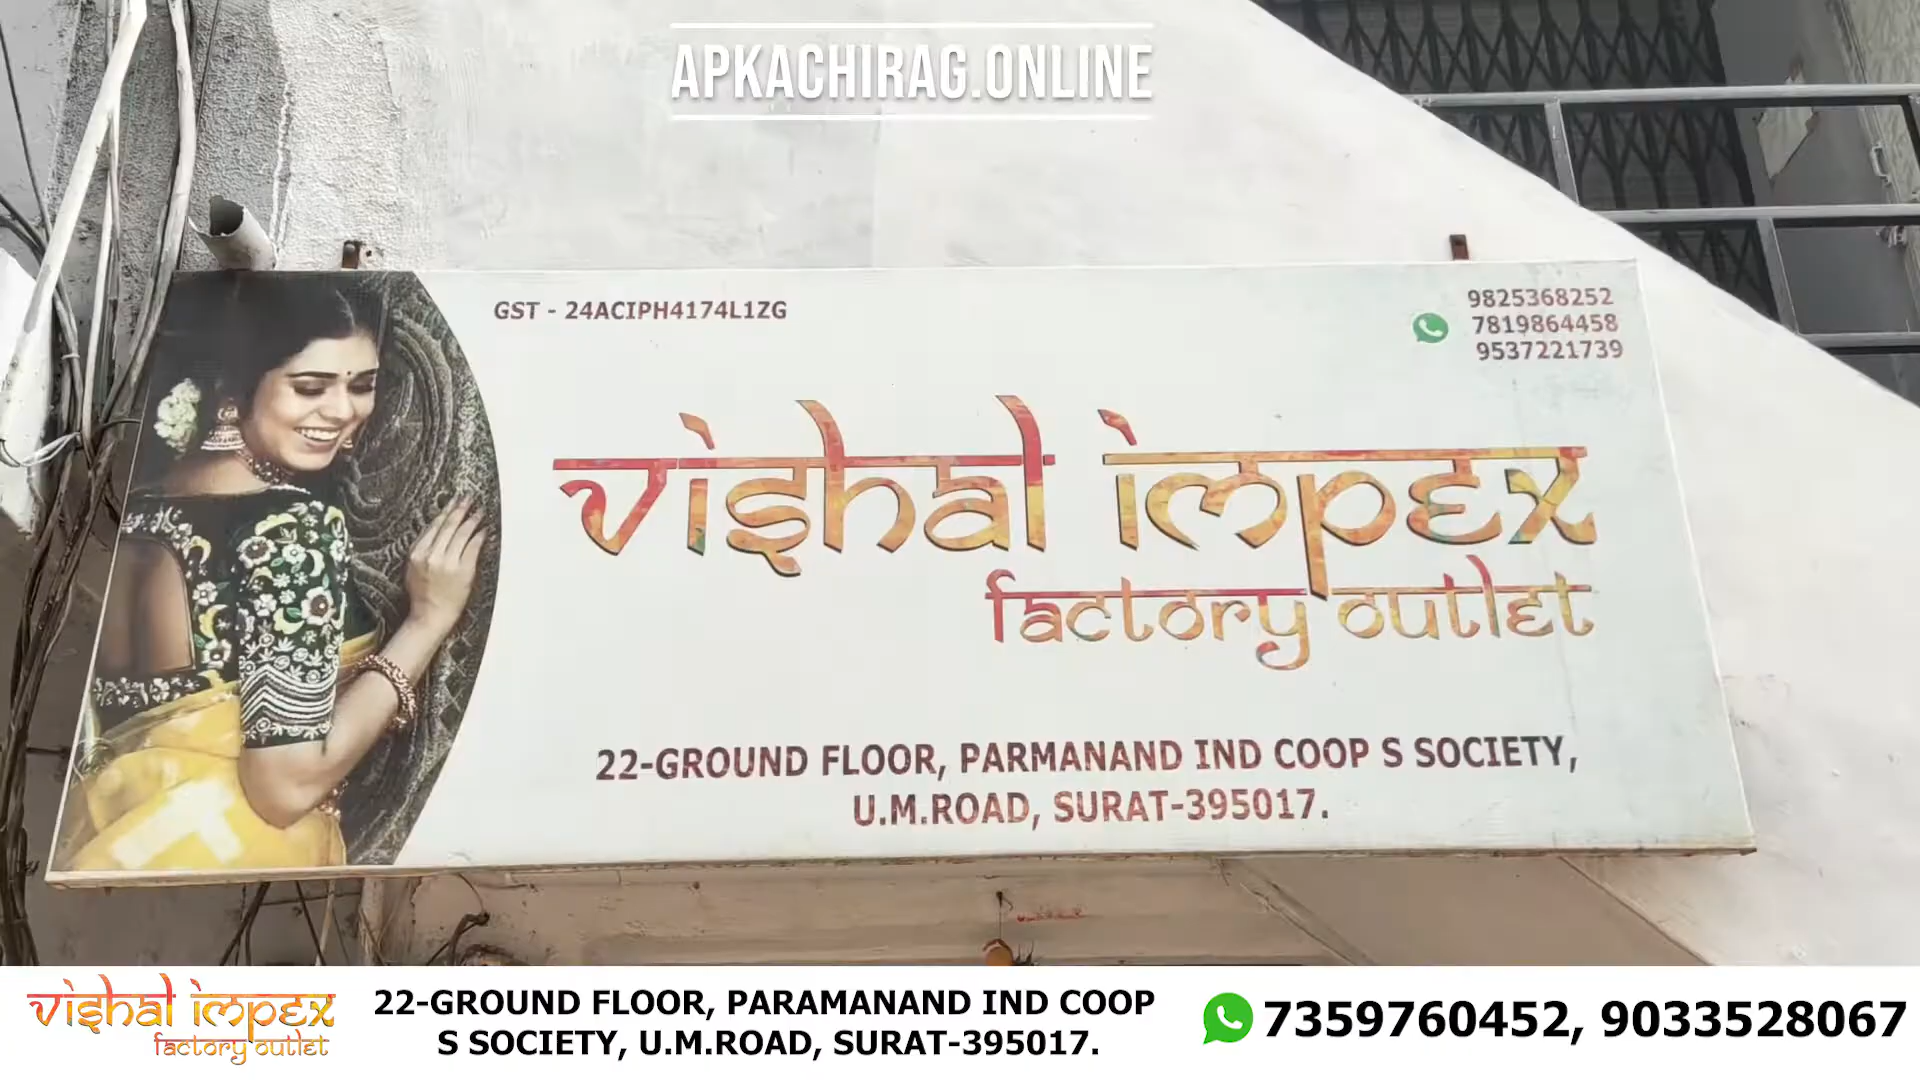 APKACHIRAG.ONLINE
GST - 24ACIPH4174L1ZG
9825368252
7819864458
9537221739
vishal impex
factory outlet
22-GROUND FLOOR, PARMANAND IND COOP S SOCIETY,
U.M.ROAD, SURAT-395017.
vishal impex
factory outlet
22-GROUND FLOOR, PARAMANAND IND COOP
S SOCIETY, U.M.ROAD, SURAT-395017.
7359760452, 9033528067